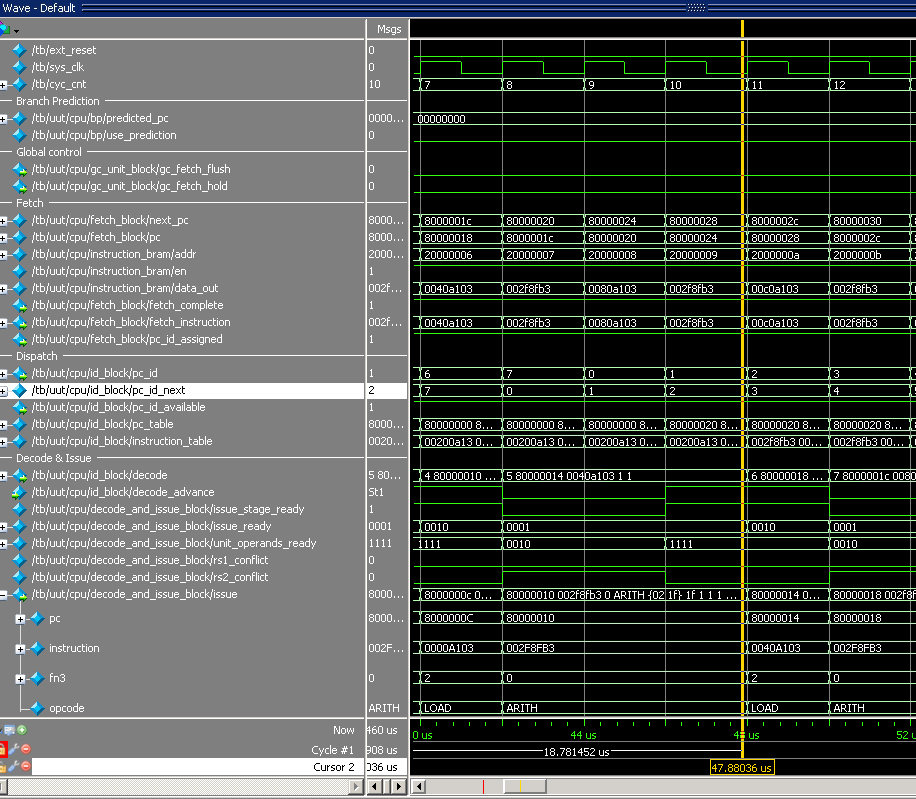 Wave - Default
Msgs
/tb/ext_reset 0
/tb/sys_clk 0
/tb/cyc_cnt 10 7 8 9 10 11 12
Branch Prediction
/tb/uut/cpu/bp/predicted_pc 0000... 00000000
/tb/uut/cpu/bp/use_prediction 0
Global control
/tb/uut/cpu/gc_unit_block/gc_fetch_flush 0
/tb/uut/cpu/gc_unit_block/gc_fetch_hold 0
Fetch
/tb/uut/cpu/fetch_block/next_pc 8000... 8000001c 80000020 80000024 80000028 8000002c 80000030
/tb/uut/cpu/fetch_block/pc 8000... 80000018 8000001c 80000020 80000024 80000028 8000002c
/tb/uut/cpu/instruction_bram/addr 2000... 20000006 20000007 20000008 20000009 2000000a 2000000b
/tb/uut/cpu/instruction_bram/en 1
/tb/uut/cpu/instruction_bram/data_out 002f... 0040a103 002f8fb3 0080a103 002f8fb3 00c0a103 002f8fb3
/tb/uut/cpu/fetch_block/fetch_complete 1
/tb/uut/cpu/fetch_block/fetch_instruction 002f... 0040a103 002f8fb3 0080a103 002f8fb3 00c0a103 002f8fb3
/tb/uut/cpu/fetch_block/pc_id_assigned 1
Dispatch
/tb/uut/cpu/id_block/pc_id 1 6 7 0 1 2 3
/tb/uut/cpu/id_block/pc_id_next 2 7 0 1 2 3 4
/tb/uut/cpu/id_block/pc_id_available 1
/tb/uut/cpu/id_block/pc_table 8000... 80000000 8... 80000000 8... 80000000 8... 80000020 8... 80000020 8... 80000020 8...
/tb/uut/cpu/id_block/instruction_table 0020... 00200a13 0... 00200a13 0... 00200a13 0... 00200a13 0... 002f8fb3 00... 002f8fb3 00...
Decode & Issue
/tb/uut/cpu/id_block/decode 5 80... 4 80000010 ... 5 80000014 0040a103 1 1 6 80000018 ... 7 8000001c 0080
/tb/uut/cpu/id_block/decode_advance St1
/tb/uut/cpu/decode_and_issue_block/issue_stage_ready 1
/tb/uut/cpu/decode_and_issue_block/issue_ready 0001 0010 0001 0010 0001
/tb/uut/cpu/decode_and_issue_block/unit_operands_ready 1111 1111 0010 1111 0010
/tb/uut/cpu/decode_and_issue_block/rs1_conflict 0
/tb/uut/cpu/decode_and_issue_block/rs2_conflict 0
/tb/uut/cpu/decode_and_issue_block/issue 8000... 8000000c 0... 80000010 002f8fb3 0 ARITH {02 1f} 1f 1 1 1 ... 80000014 0... 80000018 002f8f
pc 8000... 8000000C 80000010 80000014 80000018
instruction 002F... 0000A103 002F8FB3 0040A103 002F8FB3
fn3 0 2 0 2 0
opcode ARITH LOAD ARITH LOAD ARITH
Now 460 us 0 us 44 us 48 us 52 u
Cycle #1 908 us 18.781452 us
Cursor 2 036 us 47.88036 us